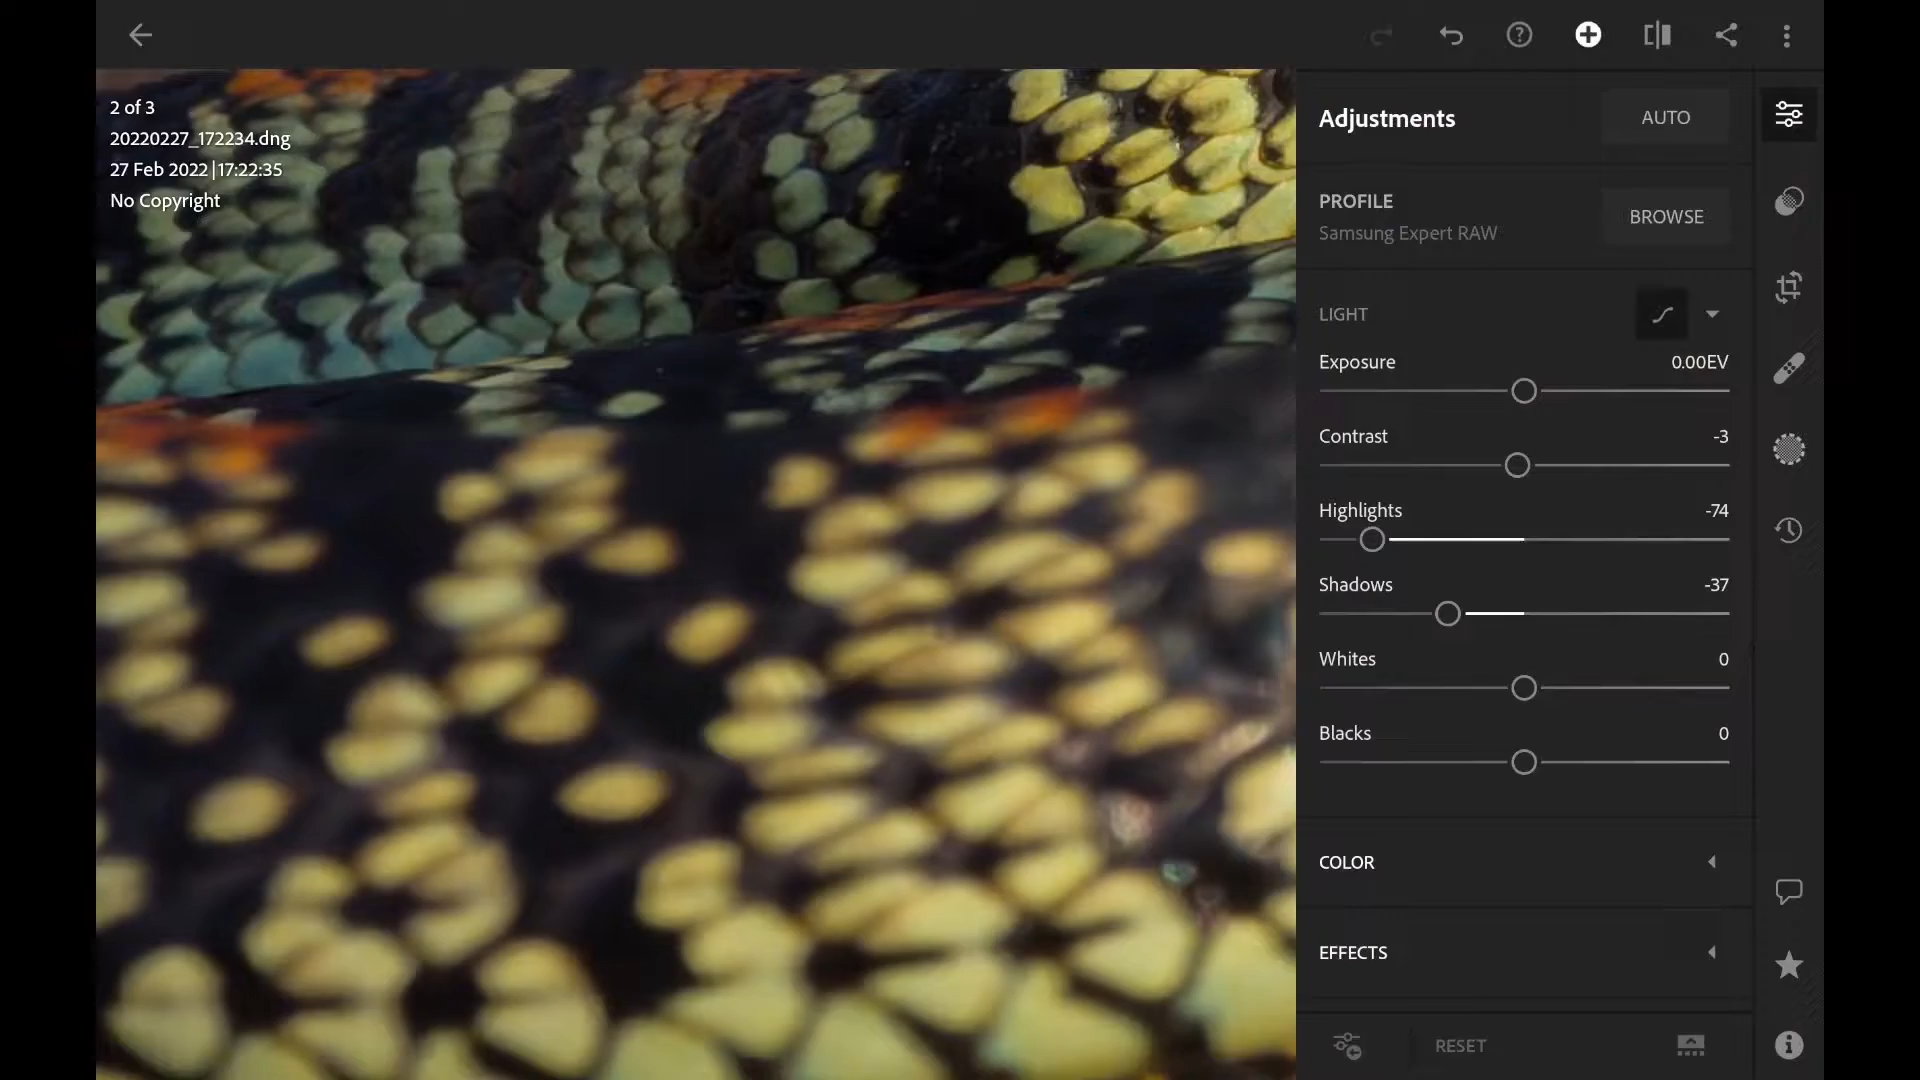 2 of 3
20220227_172234.dng
27 Feb 2022 | 17:22:35
No Copyright
Adjustments
AUTO
PROFILE
Samsung Expert RAW
BROWSE
LIGHT
Exposure 0.00EV
Contrast -3
Highlights -74
Shadows -37
Whites 0
Blacks 0
COLOR
EFFECTS
RESET